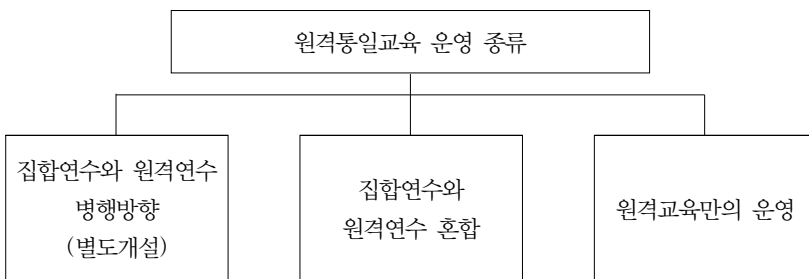 원격통일교육 운영 종류
집합연수와 원격연수
병행방향
(별도개설)
집합연수와
원격연수 혼합
원격교육만의 운영